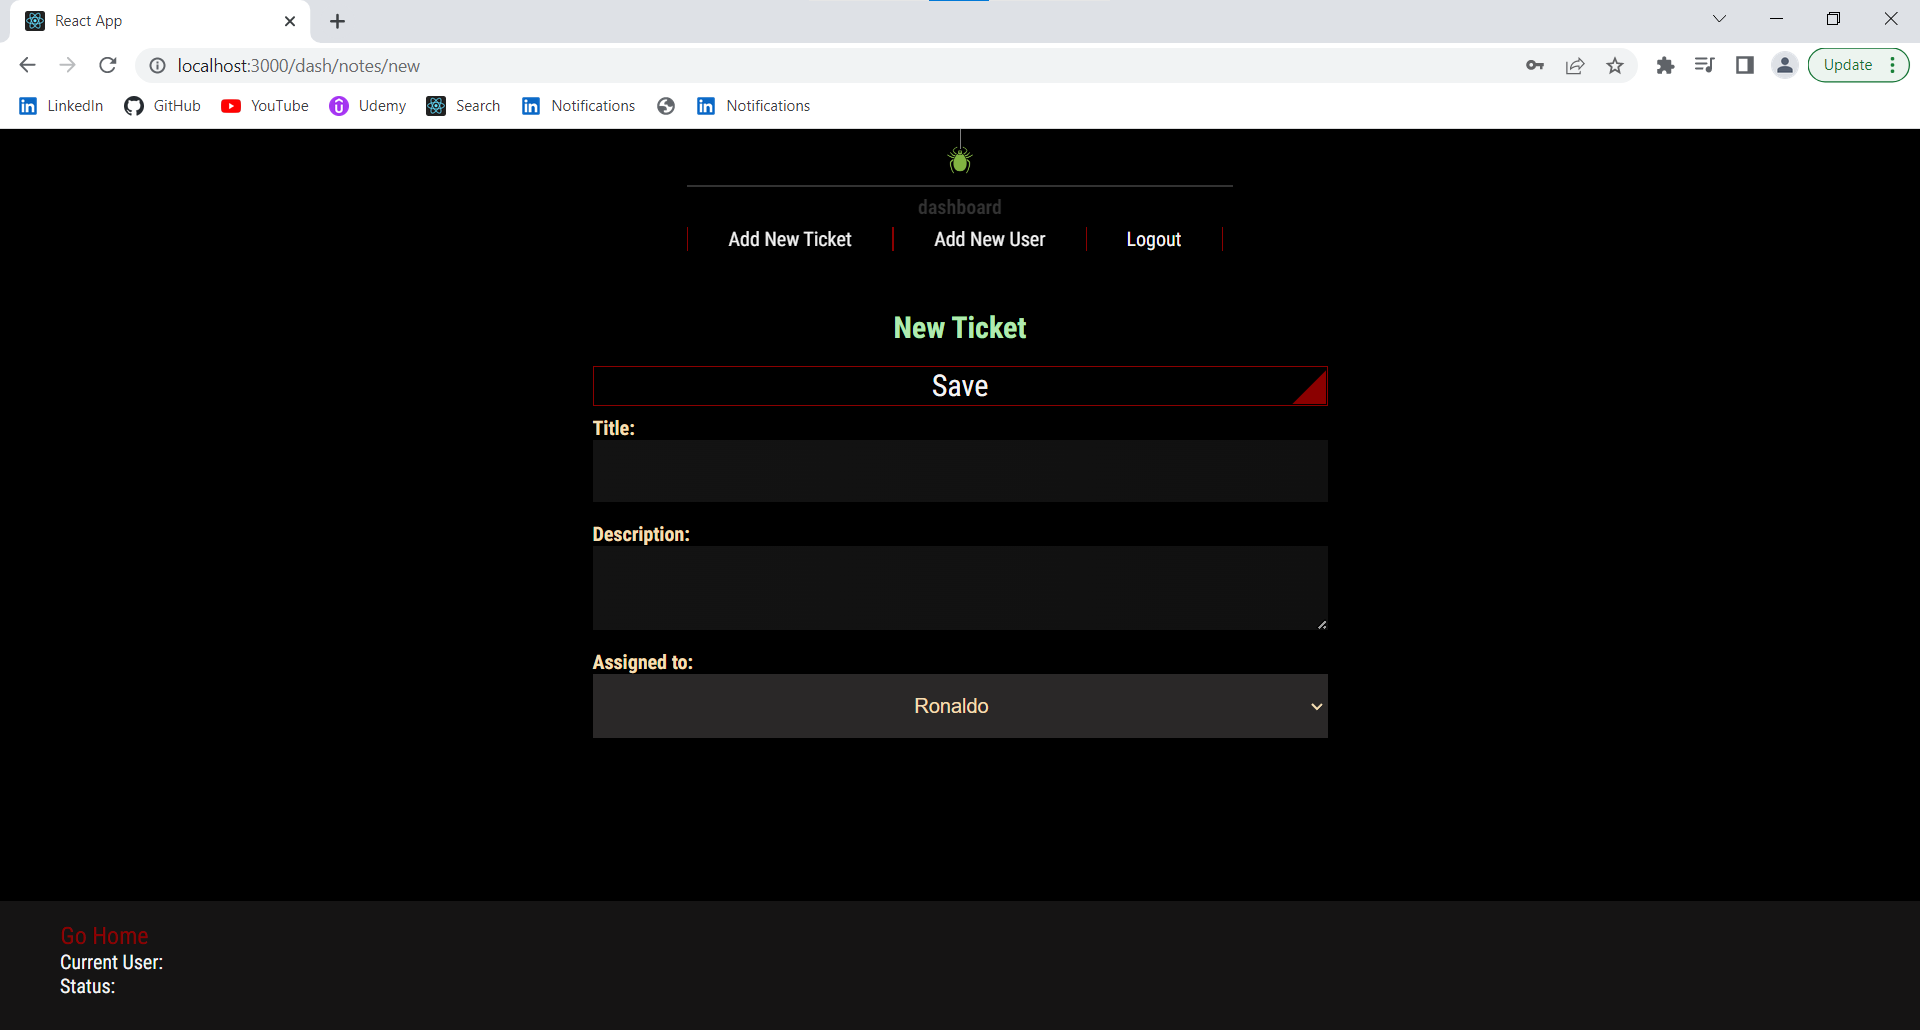 React App
localhost:3000/dash/notes/new
Update
LinkedIn GitHub YouTube Udemy Search Notifications Notifications
dashboard
Add New Ticket Add New User Logout
New Ticket
Save
Title:
Description:
Assigned to:
Ronaldo
Go Home
Current User:
Status: